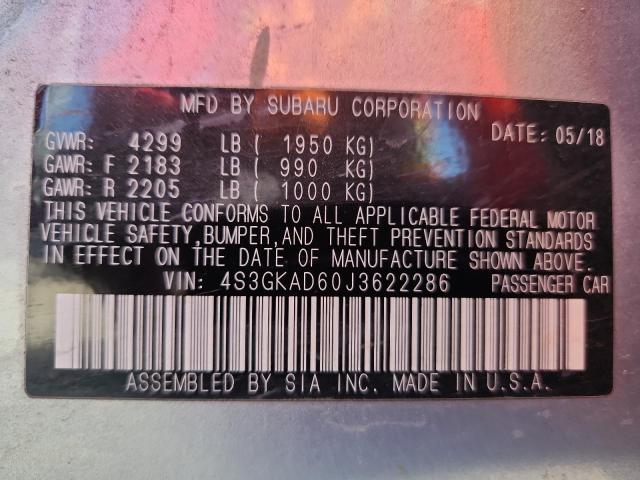 MFD BY SUBARU CORPORATION
DATE: 05/18
GVWR: 4299 LB ( 1950 KG)
GAWR: F 2183 LB ( 990 KG)
GAWR: R 2205 LB ( 1000 KG)
THIS VEHICLE CONFORMS TO ALL APPLICABLE FEDERAL MOTOR
VEHICLE SAFETY,BUMPER,AND THEFT PREVENTION STANDARDS
IN EFFECT ON THE DATE OF MANUFACTURE SHOWN ABOVE.
VIN: 4S3GKAD60J3622286 PASSENGER CAR
ASSEMBLED BY SIA INC. MADE IN U.S.A.